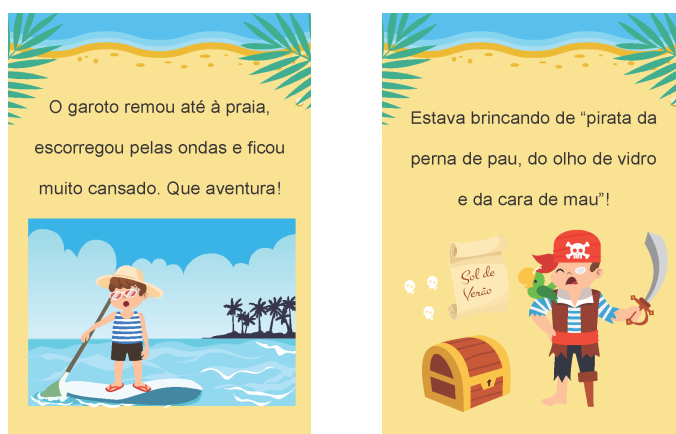 O garoto remou até à praia,
escorregou pelas ondas e ficou
muito cansado. Que aventura!
Estava brincando de “pirata da
perna de pau, do olho de vidro
e da cara de mau”!
Sol de
Verão